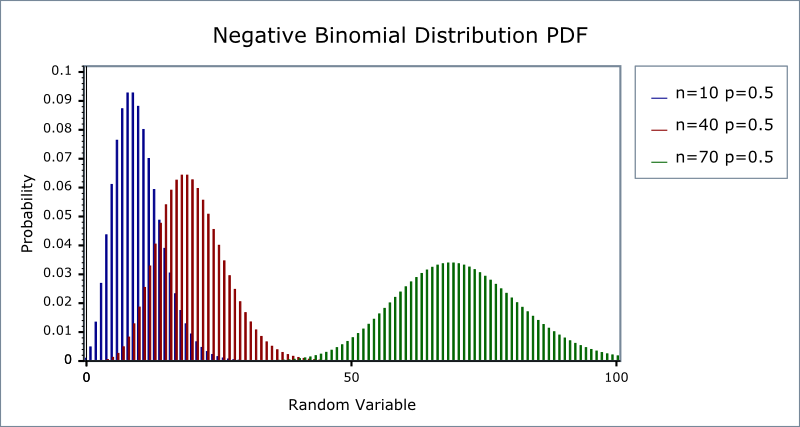 Negative Binomial Distribution PDF
0.1
0.09
0.08
0.07
0.06
0.05
0.04
0.03
0.02
0.01
0
Probability
0 50 100
Random Variable
n=10 p=0.5
n=40 p=0.5
n=70 p=0.5